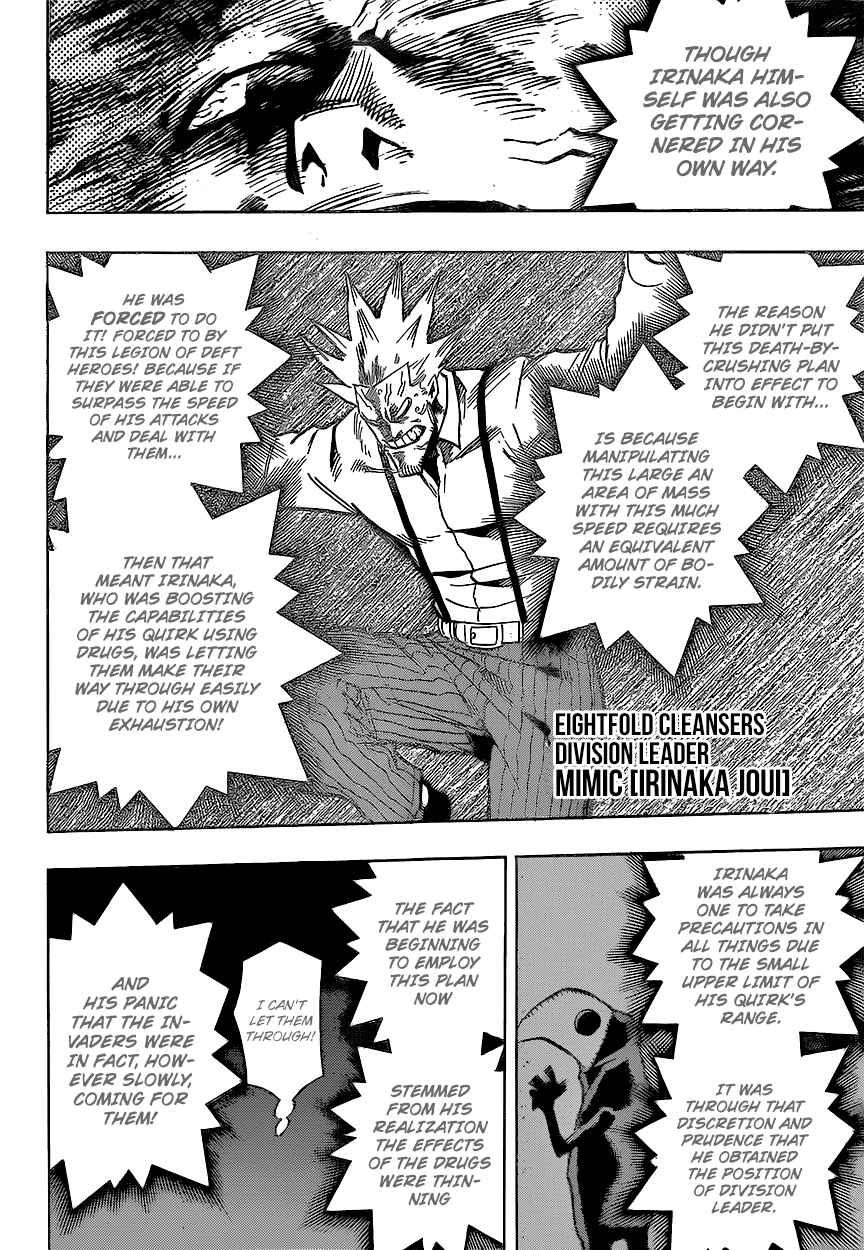 THOUGH
IRINAKA HIM-
SELF WAS ALSO
GETTING COR-
NERED IN HIS
OWN WAY.
THE REASON
HE DIDN'T PUT
THIS DEATH-BY-
CRUSHING PLAN
INTO EFFECT TO
BEGIN WITH...
IS BECAUSE
MANIPULATING
THIS LARGE AN
AREA OF MASS
WITH THIS MUCH
SPEED REQUIRES
AN EQUIVALENT
AMOUNT OF BO-
DILY STRAIN.
HE WAS
FORCED TO DO
IT! FORCED TO BY
THIS LEGION OF DEFT
HEROES! BECAUSE IF
THEY WERE ABLE TO
SURPASS THE SPEED
OF HIS ATTACKS
AND DEAL WITH
THEM...
THEN THAT
MEANT IRINAKA,
WHO WAS BOOSTING
THE CAPABILITIES
OF HIS QUIRK USING
DRUGS, WAS LETTING
THEM MAKE THEIR
WAY THROUGH EASILY
DUE TO HIS OWN
EXHAUSTION!
EIGHTFOLD CLEANSERS
DIVISION LEADER
MIMIC [IRINAKA JOUI]
IRINAKA
WAS ALWAYS
ONE TO TAKE
PRECAUTIONS IN
ALL THINGS DUE
TO THE SMALL
UPPER LIMIT OF
HIS QUIRK'S
RANGE.
IT WAS
THROUGH THAT
DISCRETION AND
PRUDENCE THAT
HE OBTAINED
THE POSITION
OF DIVISION
LEADER.
THE FACT
THAT HE WAS
BEGINNING
TO EMPLOY
THIS PLAN
NOW
STEMMED
FROM HIS
REALIZATION
THE EFFECTS
OF THE DRUGS
WERE THIN-
NING
I CAN'T
LET THEM
THROUGH!
AND
HIS PANIC
THAT THE IN-
VADERS WERE
IN FACT, HOW-
EVER SLOWLY,
COMING FOR
THEM!